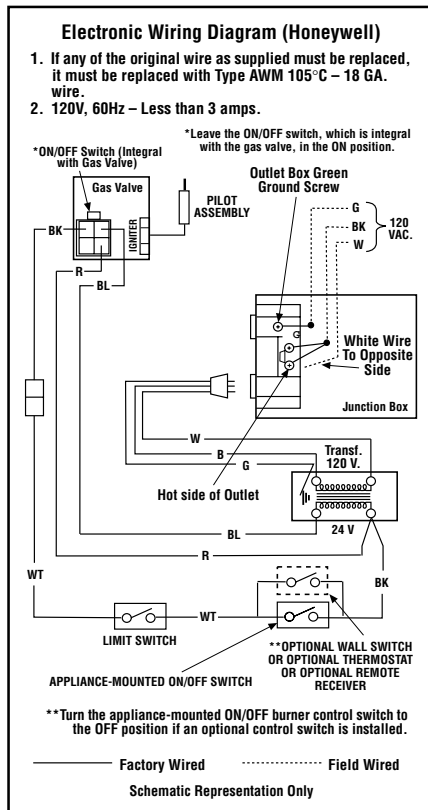 Electronic Wiring Diagram (Honeywell)
1. If any of the original wire as supplied must be replaced,
it must be replaced with Type AWM 105°C – 18 GA.
wire.
2. 120V, 60Hz – Less than 3 amps.
*Leave the ON/OFF switch, which is integral
with the gas valve, in the ON position.
*ON/OFF Switch (Integral
with Gas Valve)
Gas Valve
IGNITER
PILOT
ASSEMBLY
Outlet Box Green
Ground Screw
G
BK
W
120
VAC.
BK
R
BL
G
White Wire
To Opposite
Side
Junction Box
W
B
G
Transf.
120 V.
Hot side of Outlet
24 V
BL
R
WT
BK
WT
LIMIT SWITCH
APPLIANCE-MOUNTED ON/OFF SWITCH
**OPTIONAL WALL SWITCH
OR OPTIONAL THERMOSTAT
OR OPTIONAL REMOTE
RECEIVER
**Turn the appliance-mounted ON/OFF burner control switch to
the OFF position if an optional control switch is installed.
Factory Wired
Field Wired
Schematic Representation Only